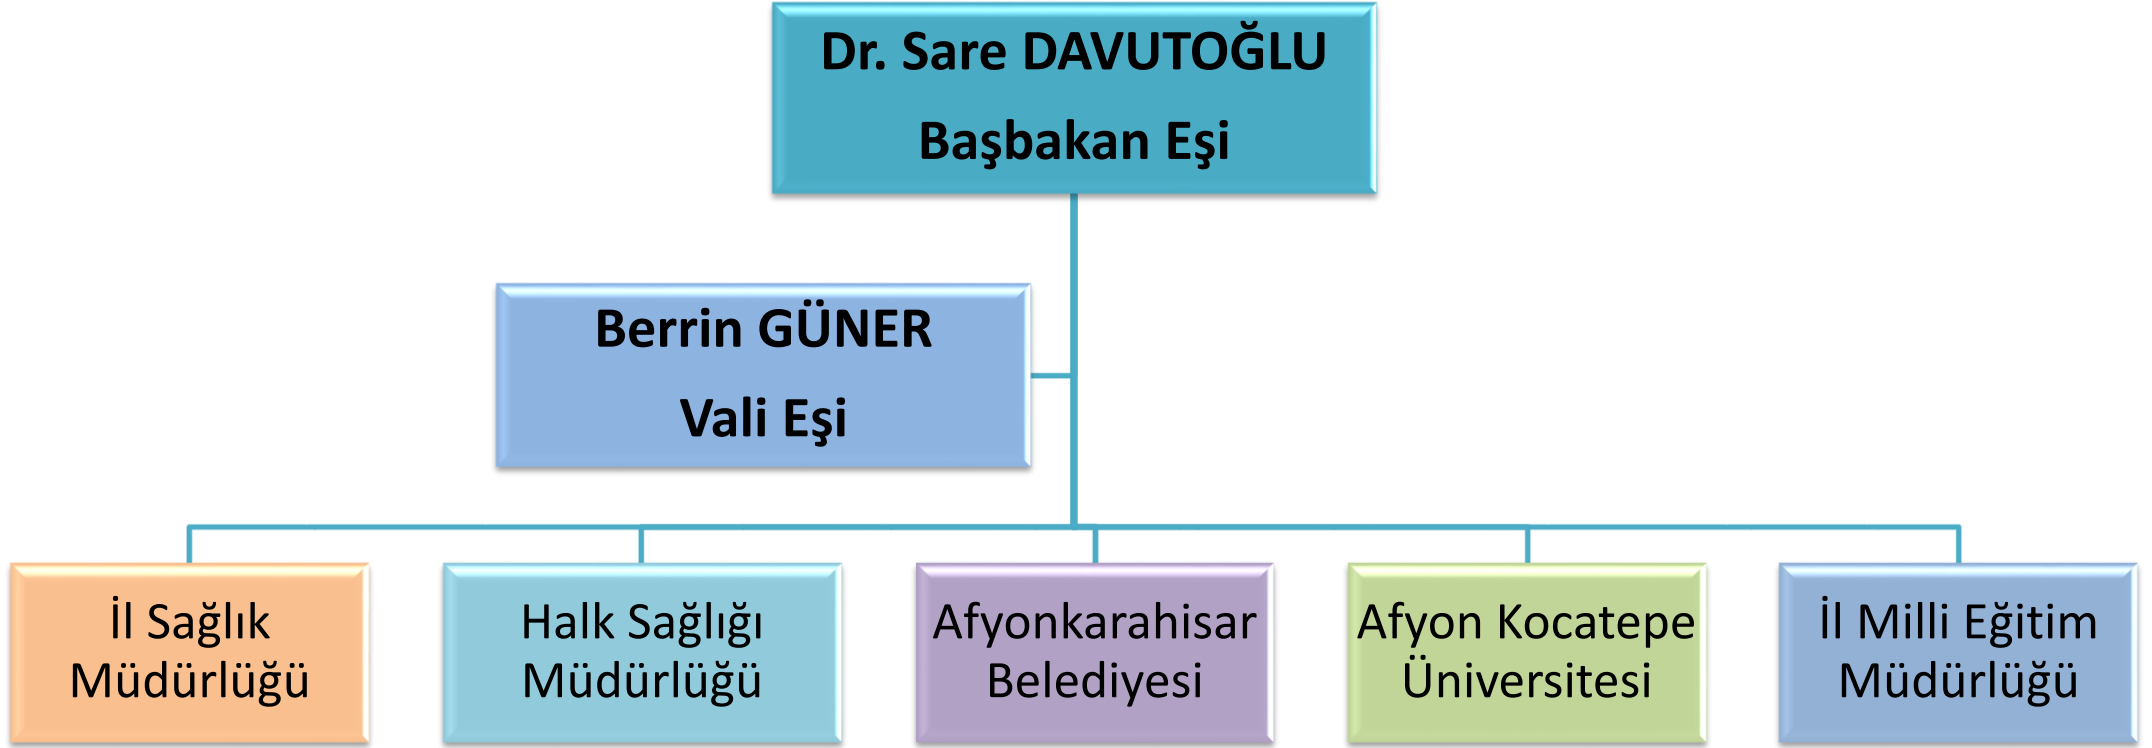 Dr. Sare DAVUTOĞLU
Başbakan Eşi
Berrin GÜNER
Vali Eşi
İl Sağlık
Müdürlüğü
Halk Sağlığı
Müdürlüğü
Afyonkarahisar
Belediyesi
Afyon Kocatepe
Üniversitesi
İl Milli Eğitim
Müdürlüğü